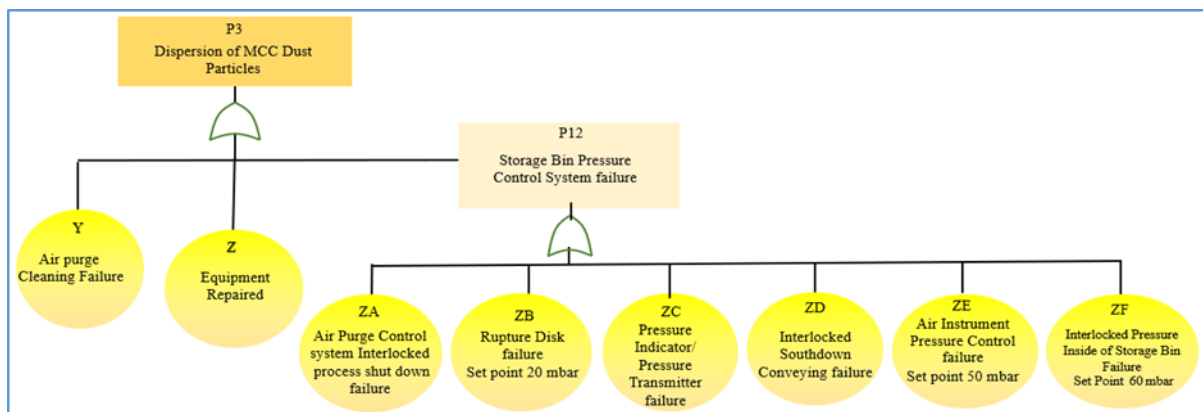 P3
Dispersion of MCC Dust
Particles
P12
Storage Bin Pressure
Control System failure
Y
Air purge
Cleaning Failure
Z
Equipment
Repaired
ZA
Air Purge Control
system Interlocked
process shut down
failure
ZB
Rupture Disk
failure
Set point 20 mbar
ZC
Pressure
Indicator/
Pressure
Transmitter
failure
ZD
Interlocked
Southdown
Conveying failure
ZE
Air Instrument
Pressure Control
failure
Set point 50 mbar
ZF
Interlocked Pressure
Inside of Storage Bin
Failure
Set Point 60 mbar